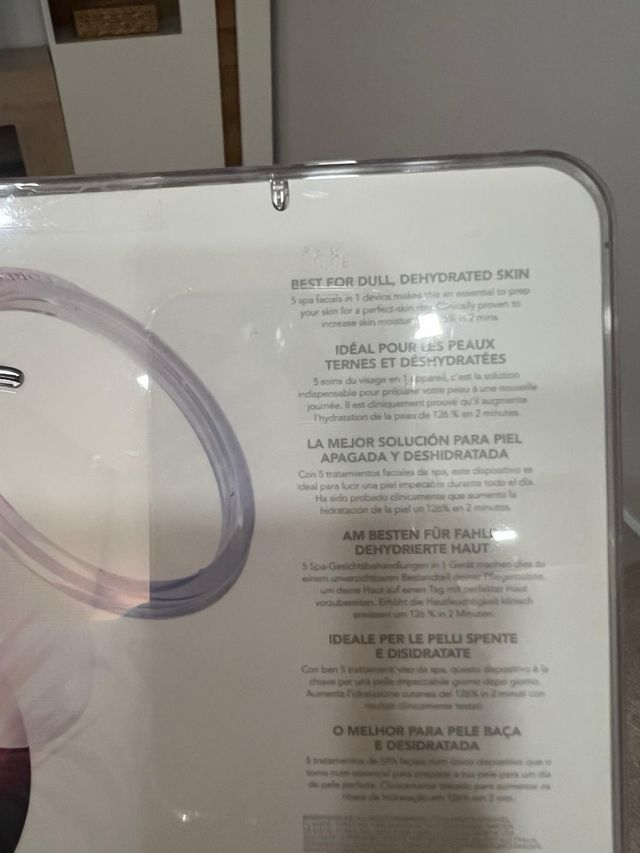 BEST FOR DULL, DEHYDRATED SKIN
5 spa facials in 1 device makes this an essential to prep
your skin for a perfect-skin day. Clinically proven to
increase skin moisture 126% in 2 mins.
IDÉAL POUR LES PEAUX
TERNES ET DÉSHYDRATÉES
5 soins du visage en 1 appareil, c'est la solution
indispensable pour préparer votre peau à une nouvelle
journée. Il est cliniquement prouvé qu'il augmente
l'hydratation de la peau de 126 % en 2 minutes.
LA MEJOR SOLUCIÓN PARA PIEL
APAGADA Y DESHIDRATADA
Con 5 tratamientos faciales de spa, este dispositivo es
ideal para lucir una piel impecable durante todo el día.
Ha sido probado clínicamente que aumenta la
hidratación de la piel un 126% en 2 minutos.
AM BESTEN FÜR FAHLE
DEHYDRIERTE HAUT
5 Spa-Gesichtsbehandlungen in 1 Gerät machen dies zu
einem unverzichtbaren Bestandteil deiner Pflegeroutine,
um deine Haut auf einen Tag mit perfekter Haut
vorzubereiten. Erhöht die Hautfeuchtigkeit klinisch
erwiesen um 126 % in 2 Minuten.
IDEALE PER LE PELLI SPENTE
E DISIDRATATE
Con ben 5 trattamenti viso da spa, questo dispositivo è la
chiave per una pelle impeccabile giorno dopo giorno.
Aumenta l'idratazione cutanea del 126% in 2 minuti con
risultati clinicamente testati.
O MELHOR PARA PELE BAÇA
E DESIDRATADA
5 tratamentos de SPA faciais num único dispositivo que o
torna num essencial para preparar a tua pele para um dia
de pele perfeita. Clinicamente testado para aumentar os
níveis de hidratação em 126% em 2 min.